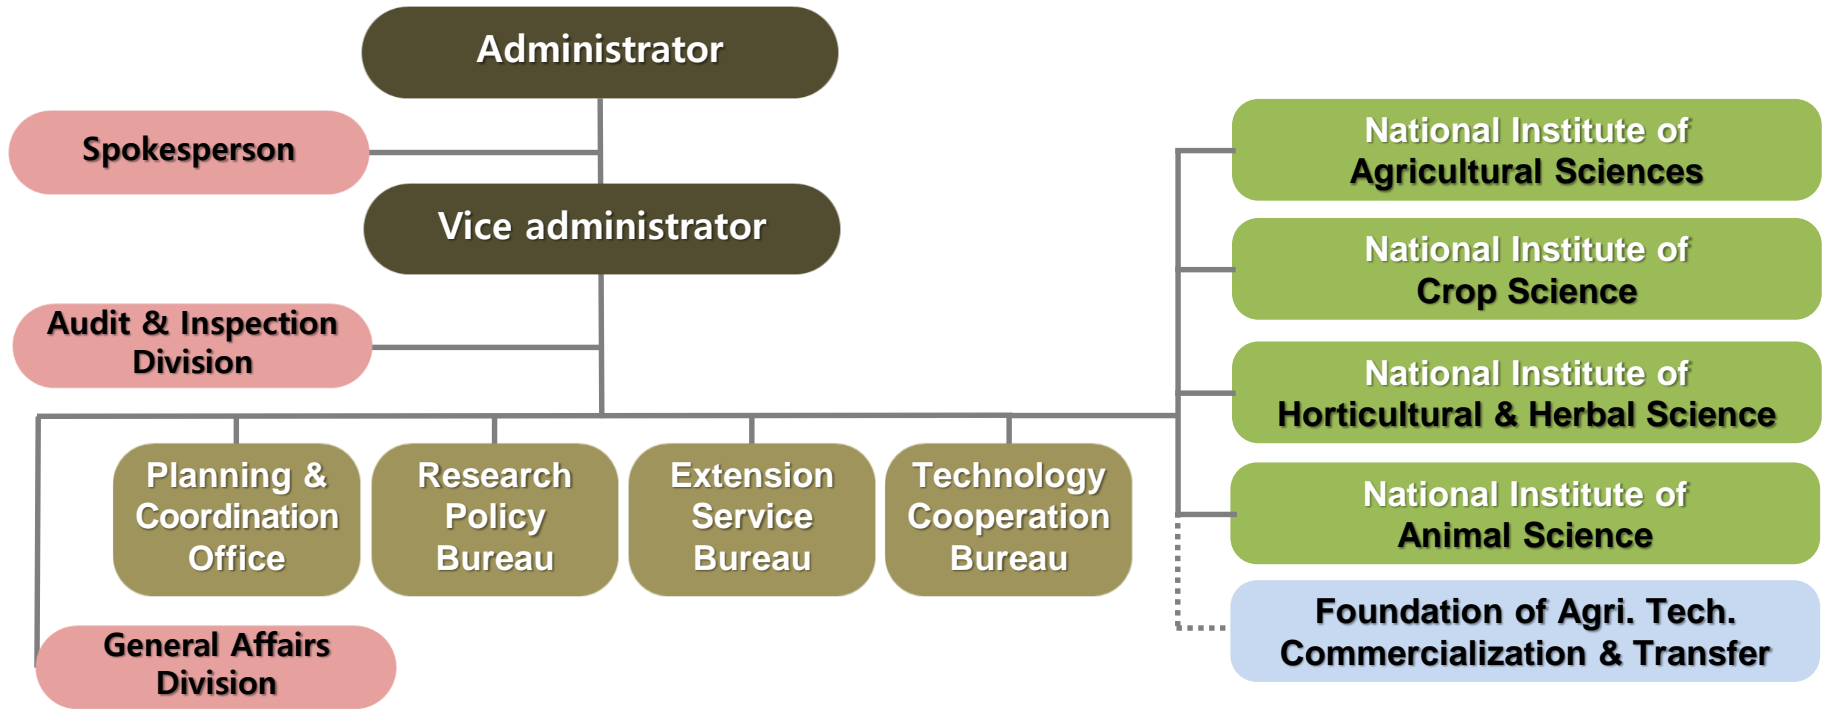 Administrator
Spokesperson
Vice administrator
Audit & Inspection
Division
Planning &
Coordination
Office
Research
Policy
Bureau
Extension
Service
Bureau
Technology
Cooperation
Bureau
General Affairs
Division
National Institute of
Agricultural Sciences
National Institute of
Crop Science
National Institute of
Horticultural & Herbal Science
National Institute of
Animal Science
Foundation of Agri. Tech.
Commercialization & Transfer